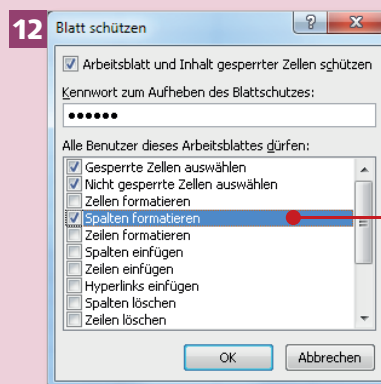 12
Blatt schützen
Arbeitsblatt und Inhalt gesperrter Zellen schützen
Kennwort zum Aufheben des Blattschutzes:
••••••
Alle Benutzer dieses Arbeitsblattes dürfen:
Gesperrte Zellen auswählen
Nicht gesperrte Zellen auswählen
Zellen formatieren
Spalten formatieren
Zeilen formatieren
Spalten einfügen
Zeilen einfügen
Hyperlinks einfügen
Spalten löschen
Zeilen löschen
OK Abbrechen